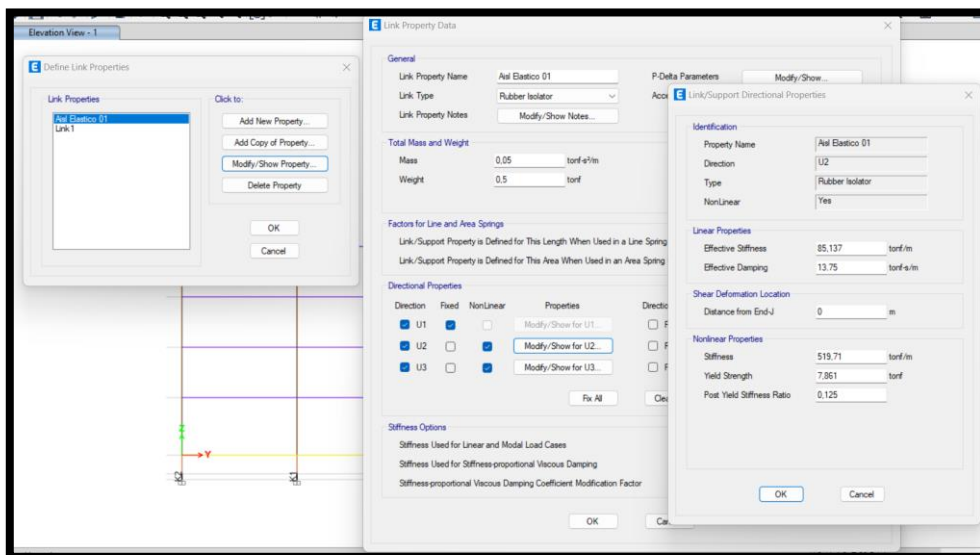 Elevation View - 1
Define Link Properties
Link Properties
Aisl Elastico 01
Link1
Click to:
Add New Property...
Add Copy of Property...
Modify/Show Property...
Delete Property
OK
Cancel
K2
K1
Y
Z
Link Property Data
General
Link Property Name Aisl Elastico 01 P-Delta Parameters Modify/Show...
Link Type Rubber Isolator
Link Property Notes Modify/Show Notes...
Total Mass and Weight
Mass 0,05 tonf-s²/m
Weight 0,5 tonf
Factors for Line and Area Springs
Link/Support Property is Defined for This Length When Used in a Line Spring
Link/Support Property is Defined for This Area When Used in an Area Spring
Directional Properties
Direction Fixed NonLinear Properties
U1 Modify/Show for U1...
U2 Modify/Show for U2...
U3 Modify/Show for U3...
Fix All
Stiffness Options
Stiffness Used for Linear and Modal Load Cases
Stiffness Used for Stiffness-proportional Viscous Damping
Stiffness-proportional Viscous Damping Coefficient Modification Factor
OK
Link/Support Directional Properties
Identification
Property Name Aisl Elastico 01
Direction U2
Type Rubber Isolator
NonLinear Yes
Linear Properties
Effective Stiffness 85,137 tonf/m
Effective Damping 13.75 tonf-s/m
Shear Deformation Location
Distance from End-J 0 m
Nonlinear Properties
Stiffness 519.71 tonf/m
Yield Strength 7,861 tonf
Post Yield Stiffness Ratio 0,125
OK Cancel